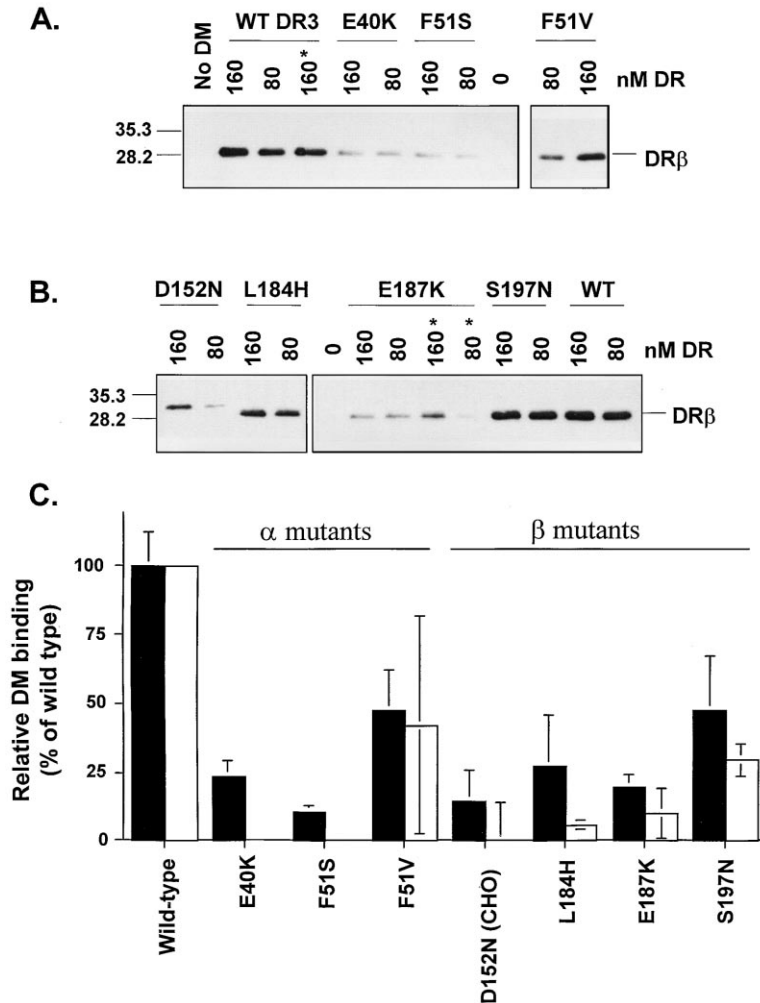 A.
No DM
WT DR3
E40K
F51S
F51V
160
80
160*
160
80
160
80
0
80
160
nM DR
35.3
28.2
DRβ
B.
D152N
L184H
E187K
S197N
WT
160
80
160
80
0
160
80
160*
80*
160
80
160
80
nM DR
35.3
28.2
DRβ
C.
α mutants
β mutants
Relative DM binding
(% of wild type)
100
75
50
25
0
Wild-type
E40K
F51S
F51V
D152N (CHO)
L184H
E187K
S197N